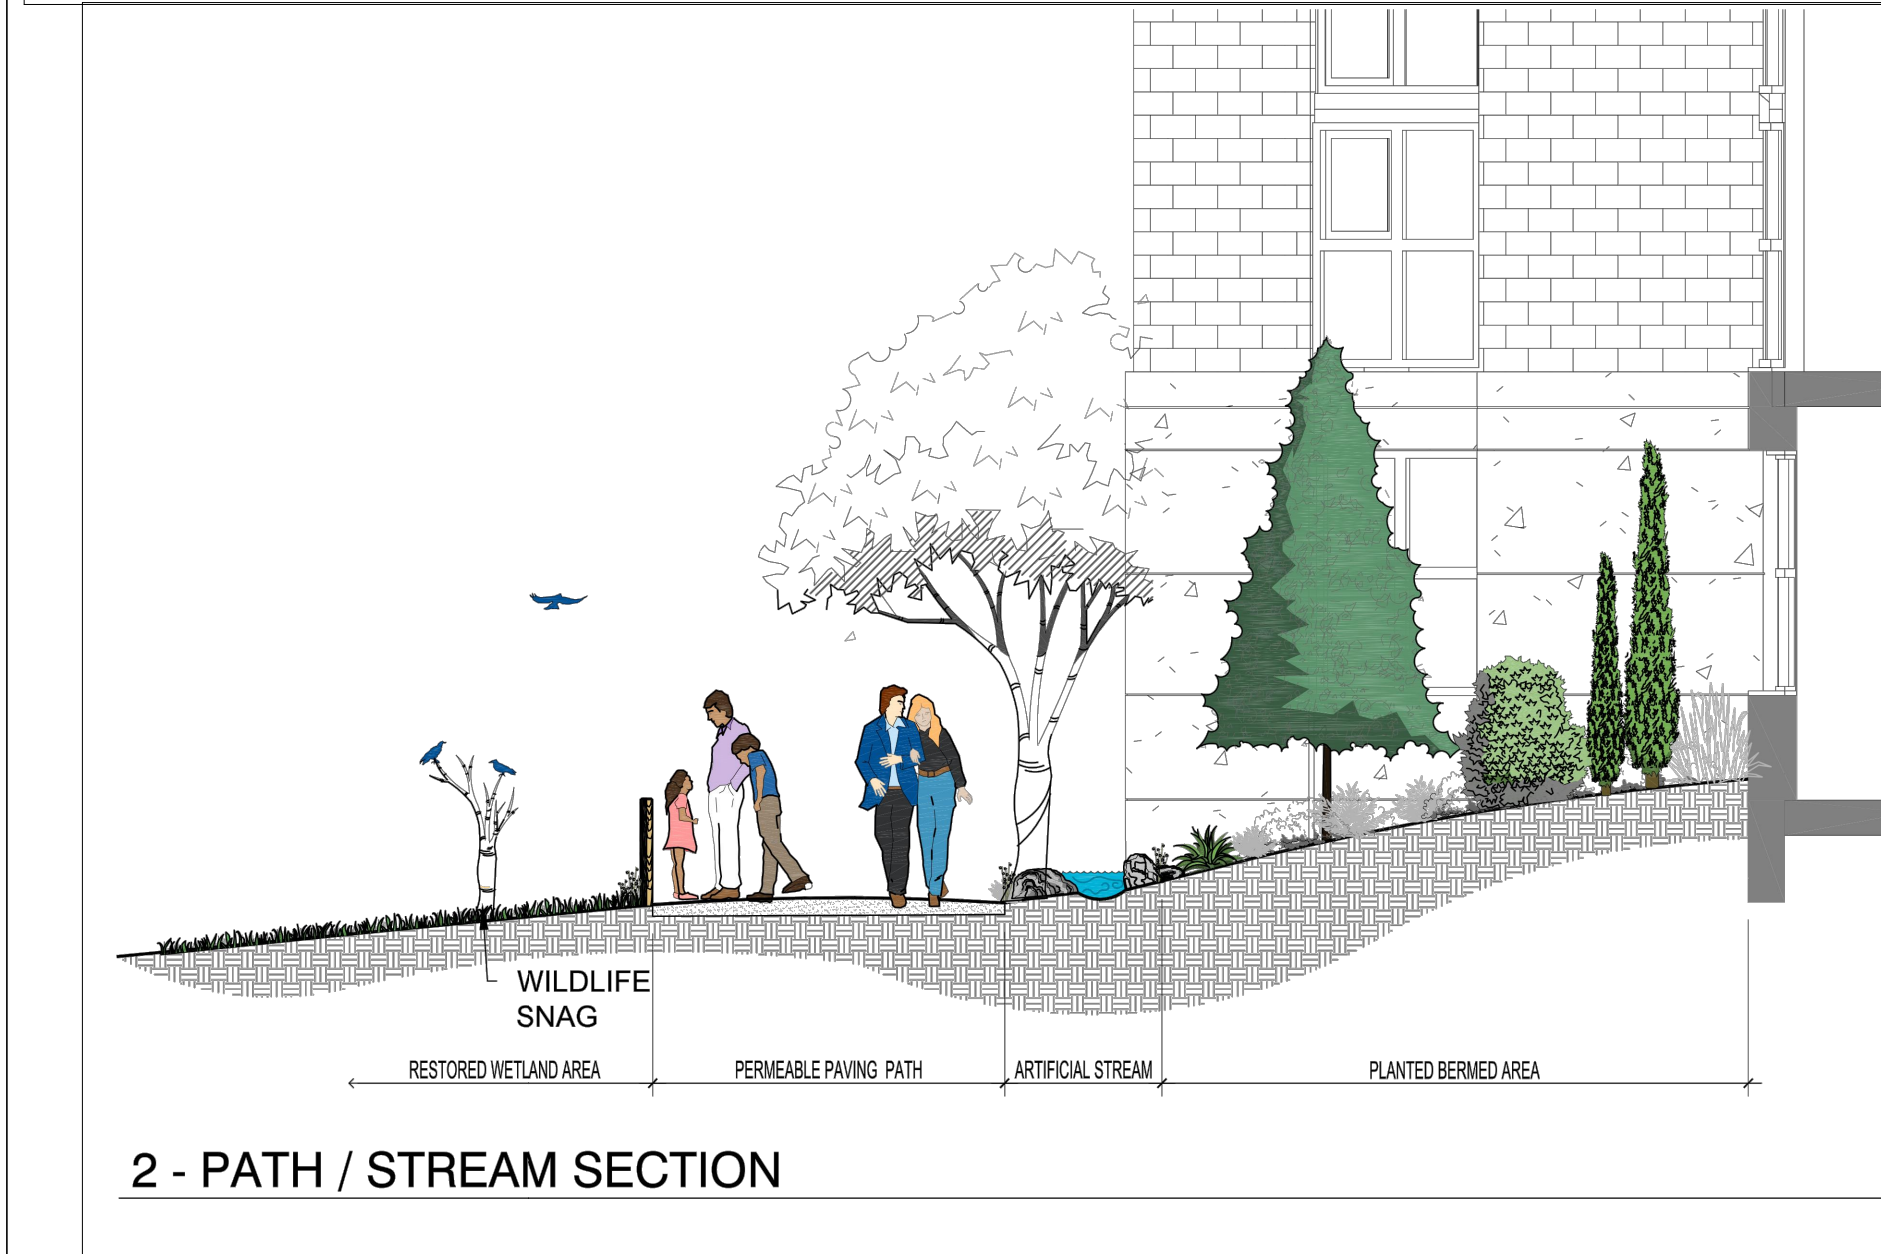 WILDLIFE
SNAG
RESTORED WETLAND AREA
PERMEABLE PAVING PATH
ARTIFICIAL STREAM
PLANTED BERMED AREA
2 - PATH / STREAM SECTION